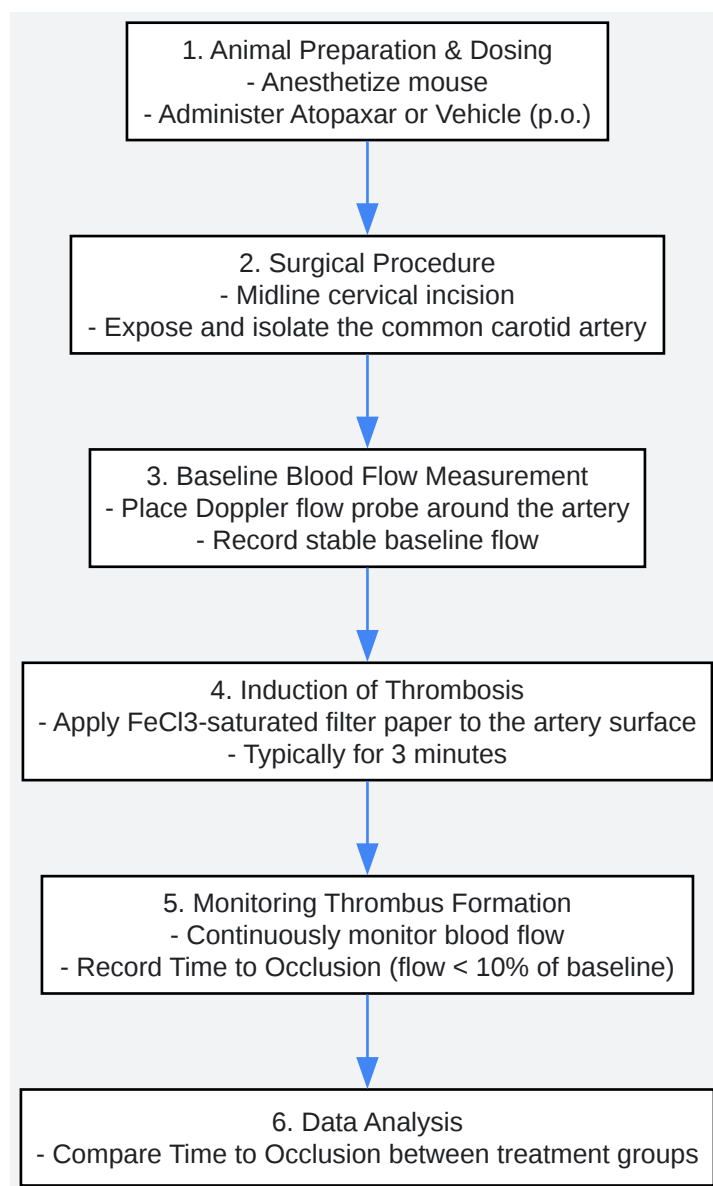 1. Animal Preparation & Dosing
- Anesthetize mouse
- Administer Atopaxar or Vehicle (p.o.)
2. Surgical Procedure
- Midline cervical incision
- Expose and isolate the common carotid artery
3. Baseline Blood Flow Measurement
- Place Doppler flow probe around the artery
- Record stable baseline flow
4. Induction of Thrombosis
- Apply FeCl3-saturated filter paper to the artery surface
- Typically for 3 minutes
5. Monitoring Thrombus Formation
- Continuously monitor blood flow
- Record Time to Occlusion (flow < 10% of baseline)
6. Data Analysis
- Compare Time to Occlusion between treatment groups